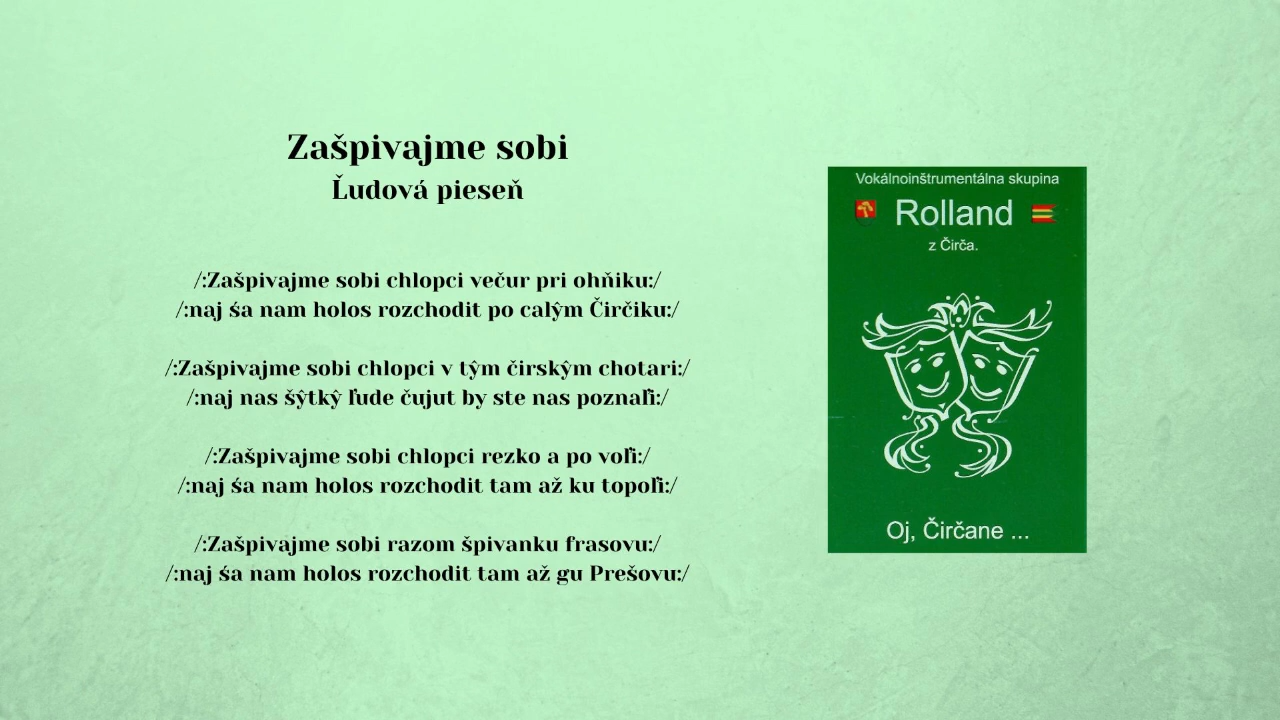 Zašpivajme sobi
Ľudová pieseň
/:Zašpivajme sobi chlopci večur pri ohňiku:/
/:naj śa nam holos rozchodit po calŷm Čirčiku:/
/:Zašpivajme sobi chlopci v tŷm čirskŷm chotari:/
/:naj nas šŷtkŷ ľude čujut by ste nas poznaľi:/
/:Zašpivajme sobi chlopci rezko a po voľi:/
/:naj śa nam holos rozchodit tam až ku topoľi:/
/:Zašpivajme sobi razom špivanku frasovu:/
/:naj śa nam holos rozchodit tam až gu Prešovu:/
Vokálnoinštrumentálna skupina
Rolland
z Čirča.
Oj, Čirčane ...